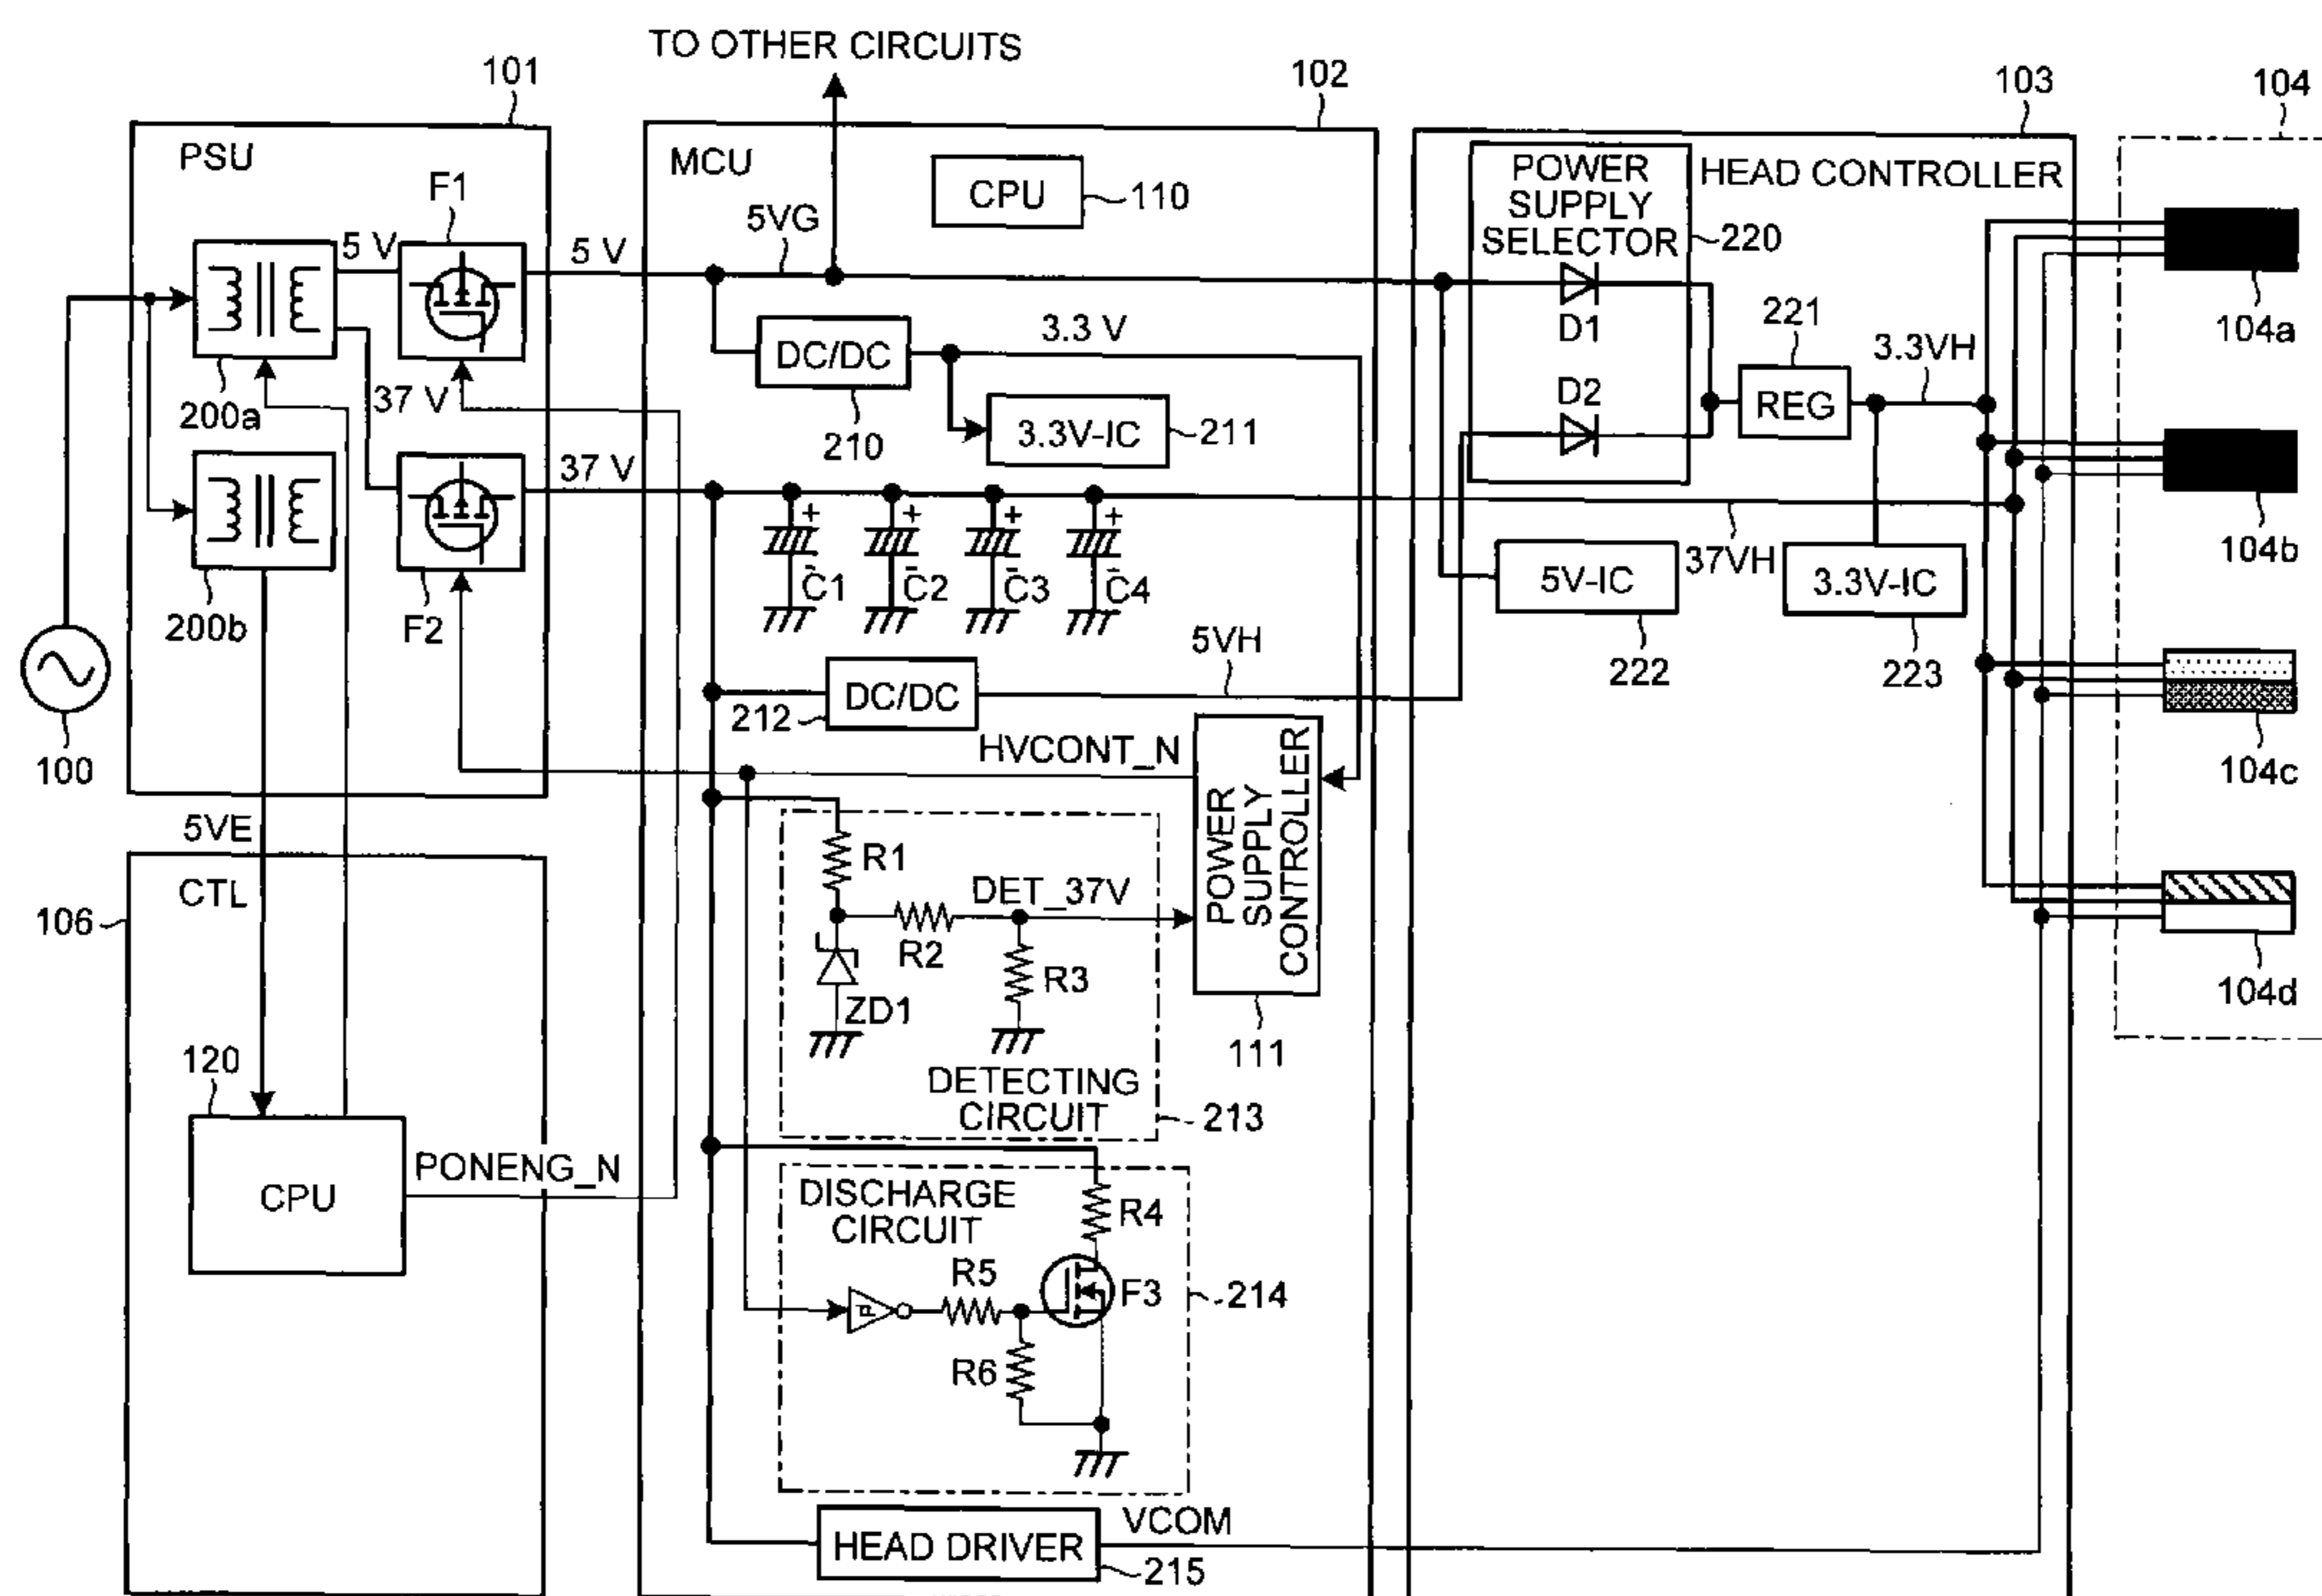 TO OTHER CIRCUITS
101
102
103
104
PSU
MCU
CPU
110
POWER
SUPPLY
SELECTOR
220
HEAD CONTROLLER
F1
5VG
5 V
5 V
D1
221
104a
200a
37 V
DC/DC
210
3.3 V
3.3V-IC
211
D2
REG
3.3VH
37 V
104b
200b
F2
+
+
+
+
-
-
-
-
C1
C2
C3
C4
5V-IC
222
37VH
3.3V-IC
223
100
5VH
212
DC/DC
104c
HVCONT_N
POWER
SUPPLY
CONTROLLER
111
5VE
CTL
106
R1
DET_37V
R2
R3
ZD1
104d
DETECTING
CIRCUIT
213
120
CPU
PONENG_N
DISCHARGE
CIRCUIT
R4
R5
F3
214
R6
HEAD DRIVER
215
VCOM